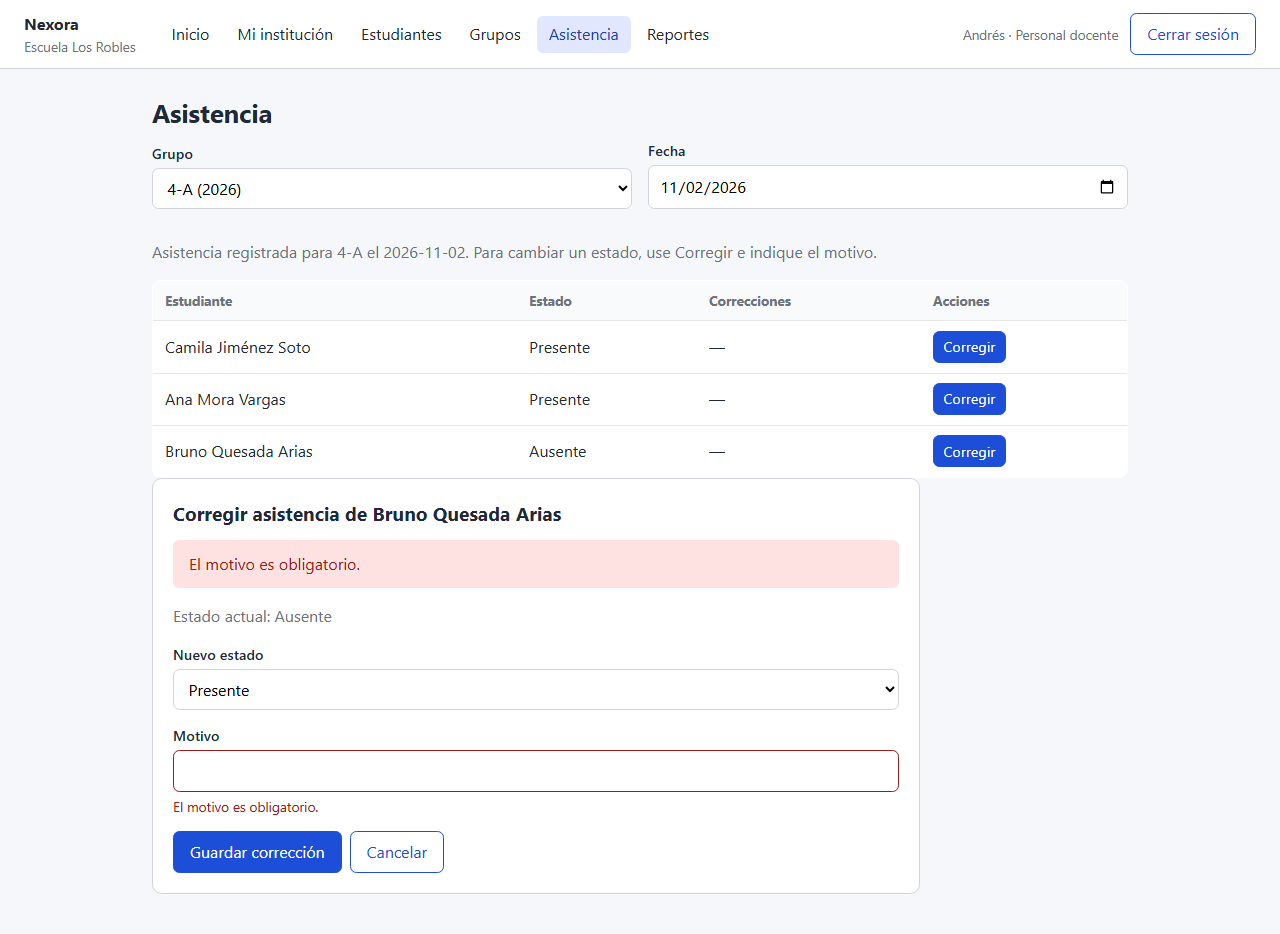 Nexora
Escuela Los Robles
Inicio
Mi institución
Estudiantes
Grupos
Asistencia
Reportes
Andrés · Personal docente
Cerrar sesión
Asistencia
Grupo
4-A (2026)
Fecha
11/02/2026
Asistencia registrada para 4-A el 2026-11-02. Para cambiar un estado, use Corregir e indique el motivo.
Estudiante Estado Correcciones Acciones
Camila Jiménez Soto Presente — Corregir
Ana Mora Vargas Presente — Corregir
Bruno Quesada Arias Ausente — Corregir
Corregir asistencia de Bruno Quesada Arias
El motivo es obligatorio.
Estado actual: Ausente
Nuevo estado
Presente
Motivo
El motivo es obligatorio.
Guardar corrección
Cancelar